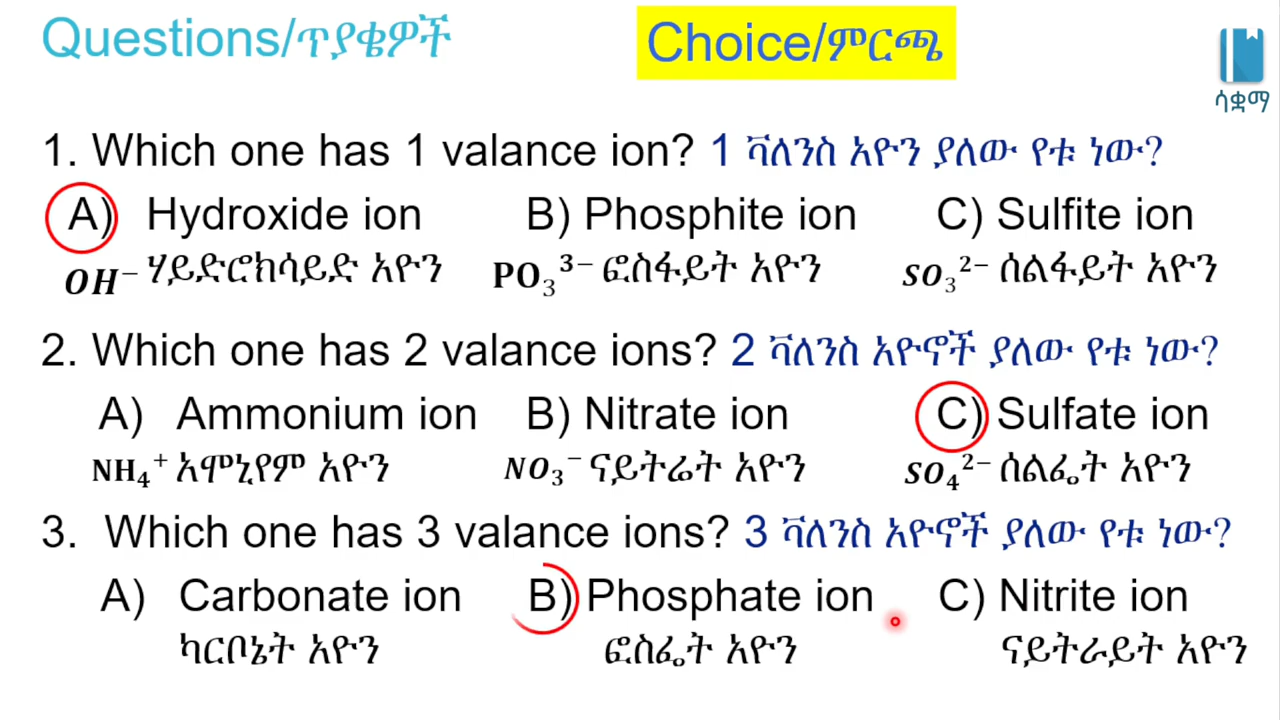 Questions/ጥያቄዎች
Choice/ምርጫ
ሳቋማ
1. Which one has 1 valance ion? 1 ቫለንስ አዮን ያለው የቱ ነው?
A) Hydroxide ion B) Phosphite ion C) Sulfite ion
OH⁻ ሃይድሮክሳይድ አዮን PO₃³⁻ ፎስፋይት አዮን SO₃²⁻ ሰልፋይት አዮን
2. Which one has 2 valance ions? 2 ቫለንስ አዮኖች ያለው የቱ ነው?
A) Ammonium ion B) Nitrate ion C) Sulfate ion
NH₄⁺ አሞኒየም አዮን NO₃⁻ ናይትሬት አዮን SO₄²⁻ ሰልፌት አዮን
3. Which one has 3 valance ions? 3 ቫለንስ አዮኖች ያለው የቱ ነው?
A) Carbonate ion B) Phosphate ion C) Nitrite ion
ካርቦኔት አዮን ፎስፌት አዮን ናይትራይት አዮን